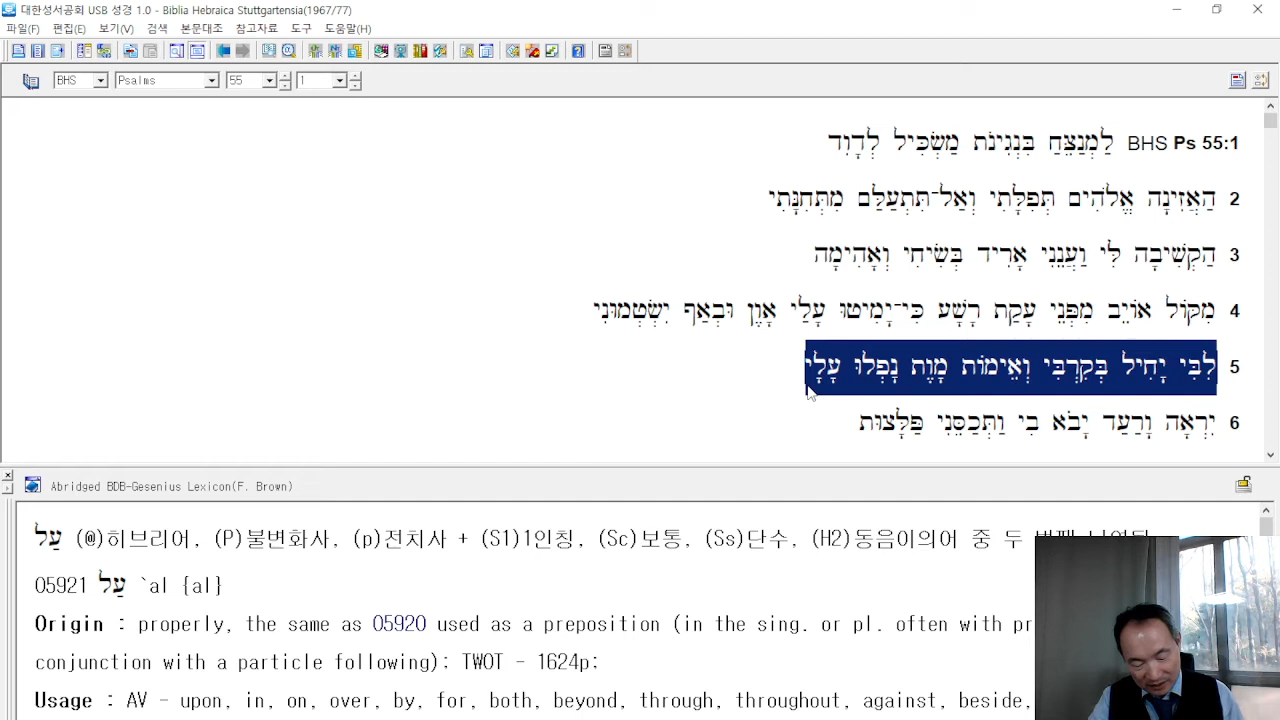 대한성서공회 USB 성경 1.0 - Biblia Hebraica Stuttgartensia(1967/77)
파일(F) 편집(E) 보기(V) 검색 본문대조 참고자료 도구 도움말(H)
BHS Psalms 55 1
BHS Ps 55:1 לַמְנַצֵּחַ בִּנְגִינֹת מַשְׂכִּיל לְדָוִד
2 הַאֲזִינָה אֱלֹהִים תְּפִלָּתִי וְאַל־תִּתְעַלַּם מִתְּחִנָּתִי
3 הַקְשִׁיבָה לִּי וַעֲנֵנִי אָרִיד בְּשִׂיחִי וְאָהִימָה
4 מִקּוֹל אוֹיֵב מִפְּנֵי עָקַת רָשָׁע כִּי־יָמִיטוּ עָלַי אָוֶן וּבְאַף יִשְׂטְמוּנִי
5 לִבִּי יָחִיל בְּקִרְבִּי וְאֵימוֹת מָוֶת נָפְלוּ עָלָי
6 יִרְאָה וָרַעַד יָבֹא בִי וַתְּכַסֵּנִי פַּלָּצוּת
Abridged BDB-Gesenius Lexicon(F. Brown)
עַל (@)히브리어, (P)불변화사, (p)전치사 + (S1)1인칭, (Sc)보통, (Ss)단수, (H2)동음이의어 중 두
05921 עַל `al {al}
Origin : properly, the same as 05920 used as a preposition (in the sing. or pl. often with
conjunction with a particle following); TWOT - 1624p;
Usage : AV - upon, in, on, over, by, for, both, beyond, through, throughout, against, beside,